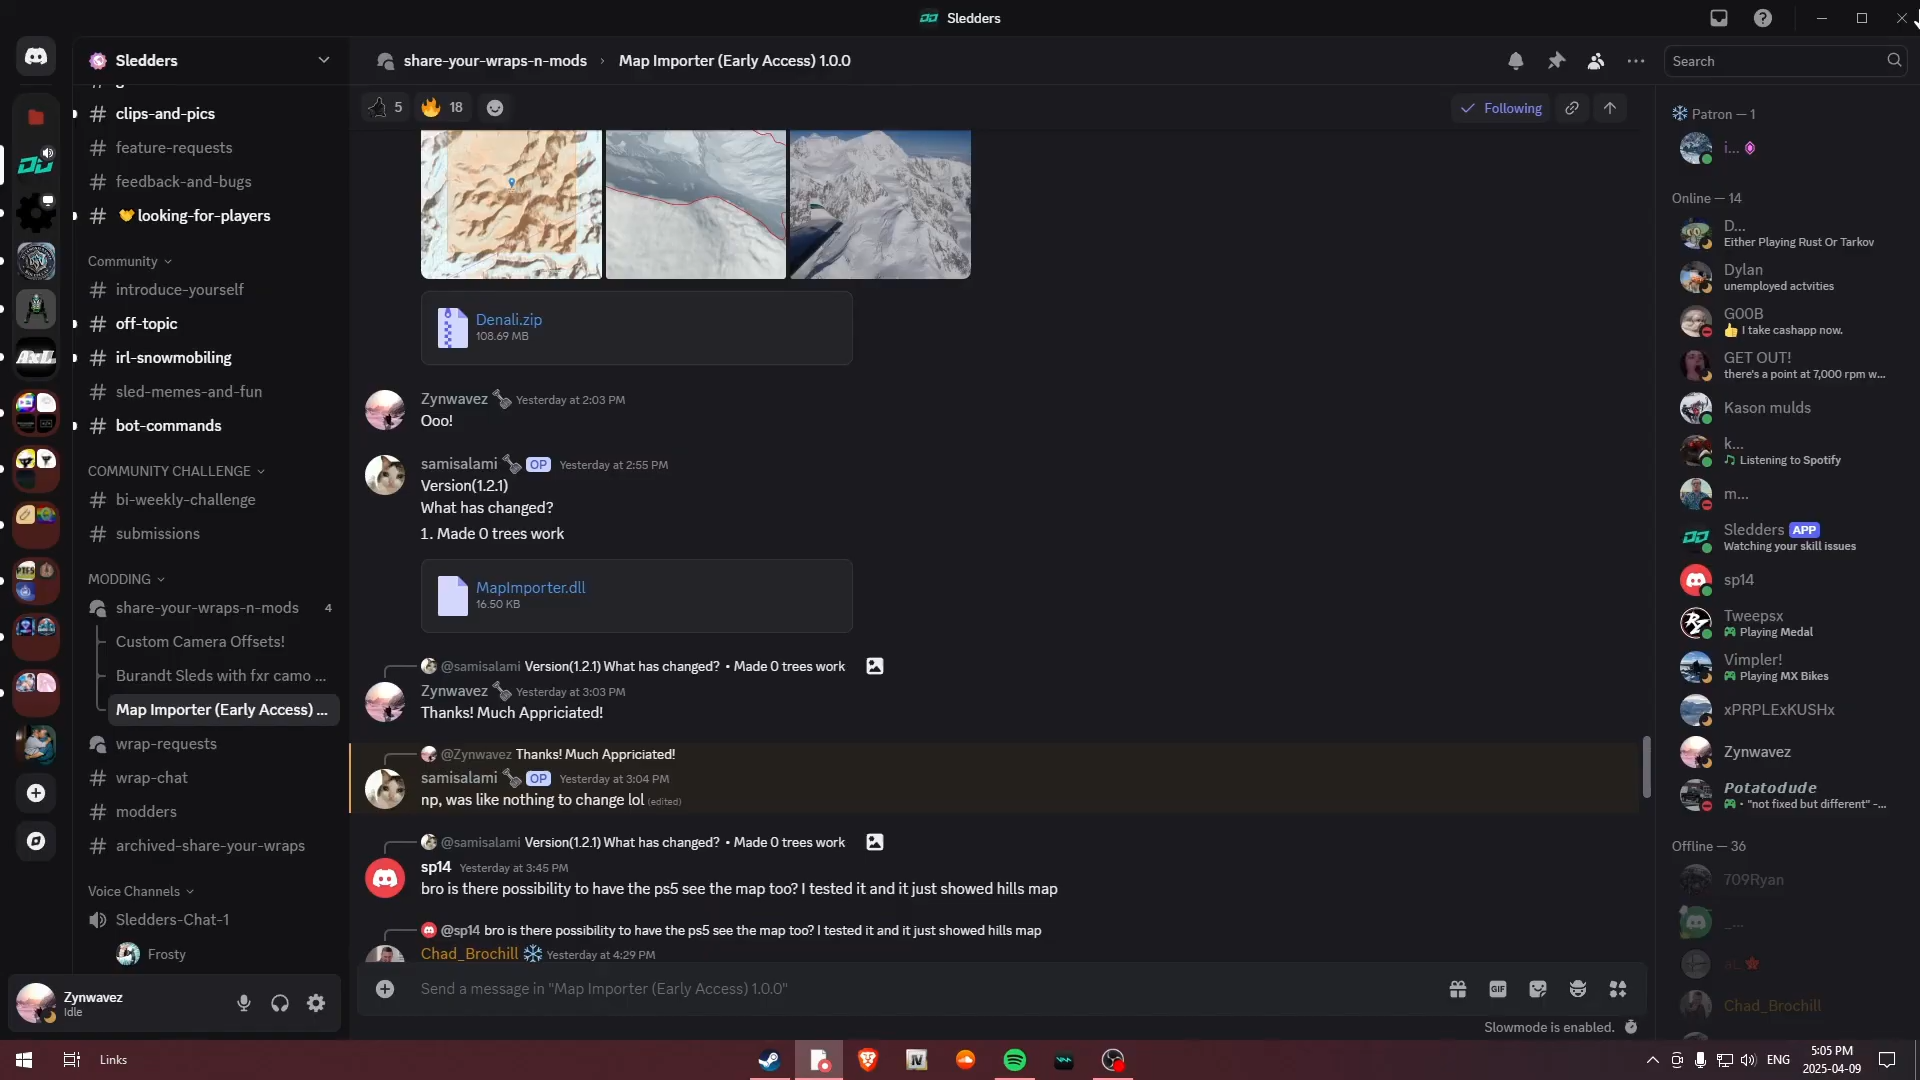 Sledders
Sledders
clips-and-pics
feature-requests
feedback-and-bugs
looking-for-players
Community
introduce-yourself
off-topic
irl-snowmobiling
sled-memes-and-fun
bot-commands
COMMUNITY CHALLENGE
bi-weekly-challenge
submissions
MODDING
share-your-wraps-n-mods 4
Custom Camera Offsets!
Burandt Sleds with fxr camo ...
Map Importer (Early Access) ...
wrap-requests
wrap-chat
modders
archived-share-your-wraps
Voice Channels
Sledders-Chat-1
Frosty
Zynwavez
Idle
share-your-wraps-n-mods › Map Importer (Early Access) 1.0.0
Search
5 18
Following
Denali.zip
108.69 MB
Zynwavez Yesterday at 2:03 PM
Ooo!
samisalami OP Yesterday at 2:55 PM
Version(1.2.1)
What has changed?
1. Made 0 trees work
MapImporter.dll
16.50 KB
@samisalami Version(1.2.1) What has changed? • Made 0 trees work
Zynwavez Yesterday at 3:03 PM
Thanks! Much Appriciated!
@Zynwavez Thanks! Much Appriciated!
samisalami OP Yesterday at 3:04 PM
np, was like nothing to change lol (edited)
@samisalami Version(1.2.1) What has changed? • Made 0 trees work
sp14 Yesterday at 3:45 PM
bro is there possibility to have the ps5 see the map too? I tested it and it just showed hills map
@sp14 bro is there possibility to have the ps5 see the map too? I tested it and it just showed hills map
Chad_Brochill Yesterday at 4:29 PM
Send a message in "Map Importer (Early Access) 1.0.0"
GIF
Slowmode is enabled.
Patron — 1
i...
Online — 14
D...
Either Playing Rust Or Tarkov
Dylan
unemployed actvities
G00B
I take cashapp now.
GET OUT!
there's a point at 7,000 rpm w...
Kason mulds
k...
Listening to Spotify
m...
Sledders APP
Watching your skill issues
sp14
Tweepsx
Playing Medal
Vimpler!
Playing MX Bikes
xPRPLExKUSHx
Zynwavez
Potatodude
• "not fixed but different" -...
Offline — 36
709Ryan
_...
Chad_Brochill
AXL
Links
ENG
5:05 PM
2025-04-09